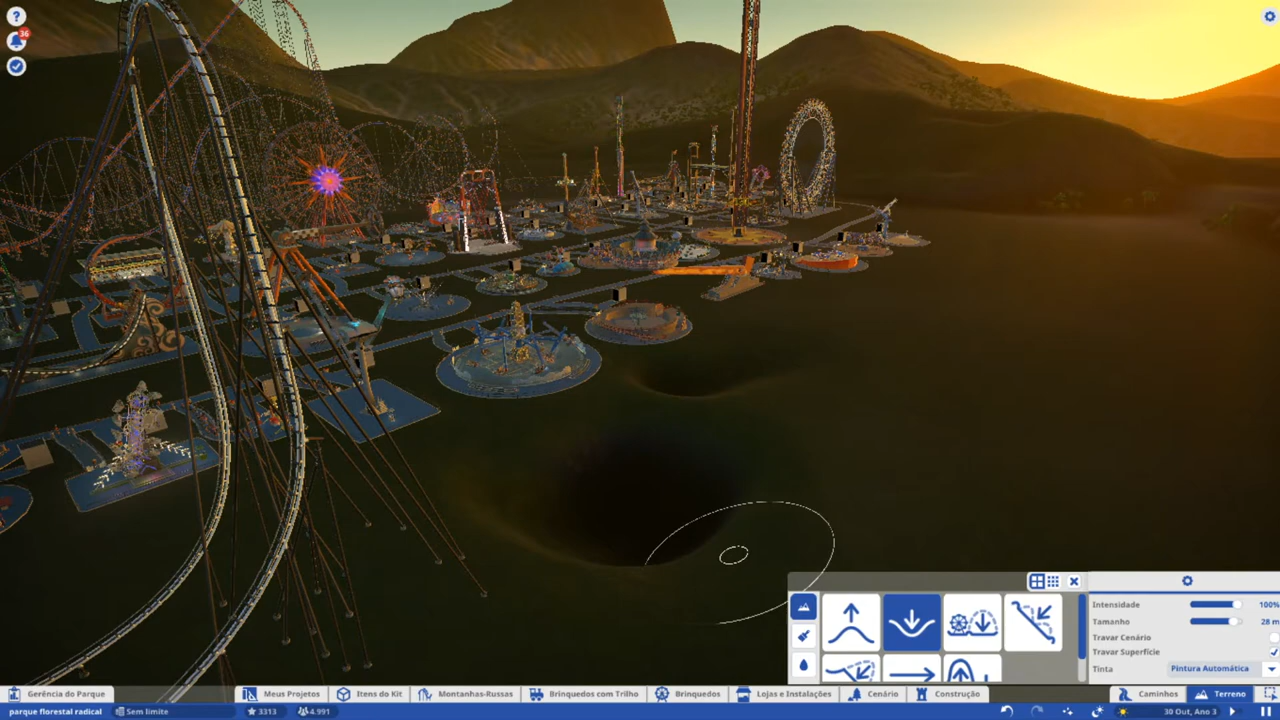 ?
36
Intensidade 100%
Tamanho 28 m
Travar Cenário
Travar Superfície
Tinta Pintura Automática
Gerência do Parque Meus Projetos Itens do Kit Montanhas-Russas Brinquedos com Trilho Brinquedos Lojas e Instalações Cenário Construção Caminhos Terreno
parque florestal radical Sem limite 3313 4.991 30 Out, Ano 3